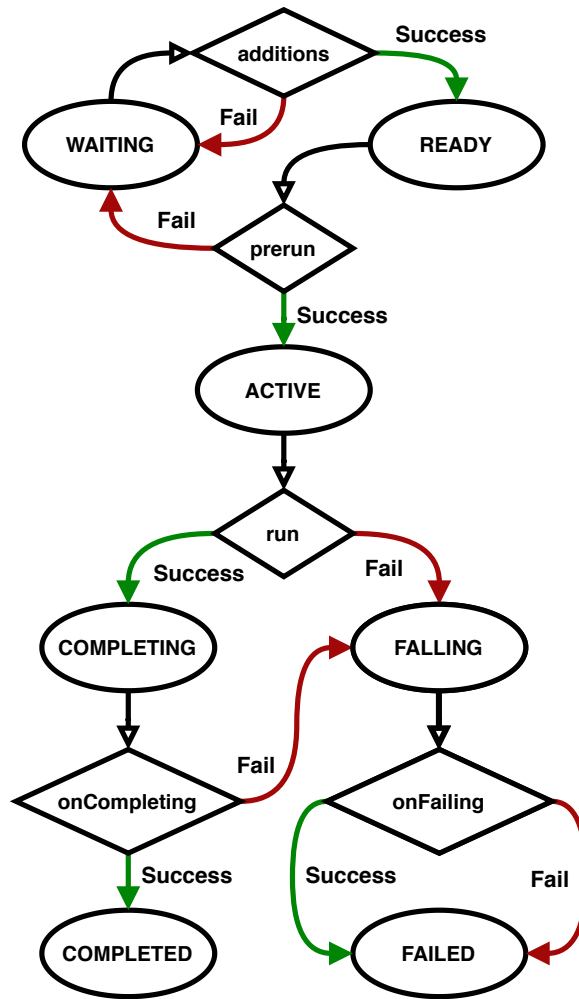 additions
Success
Fail
WAITING
READY
Fail
prerun
Success
ACTIVE
run
Success
Fail
COMPLETING
FALLING
Fail
onCompleting
onFailing
Success
Success
Fail
COMPLETED
FAILED